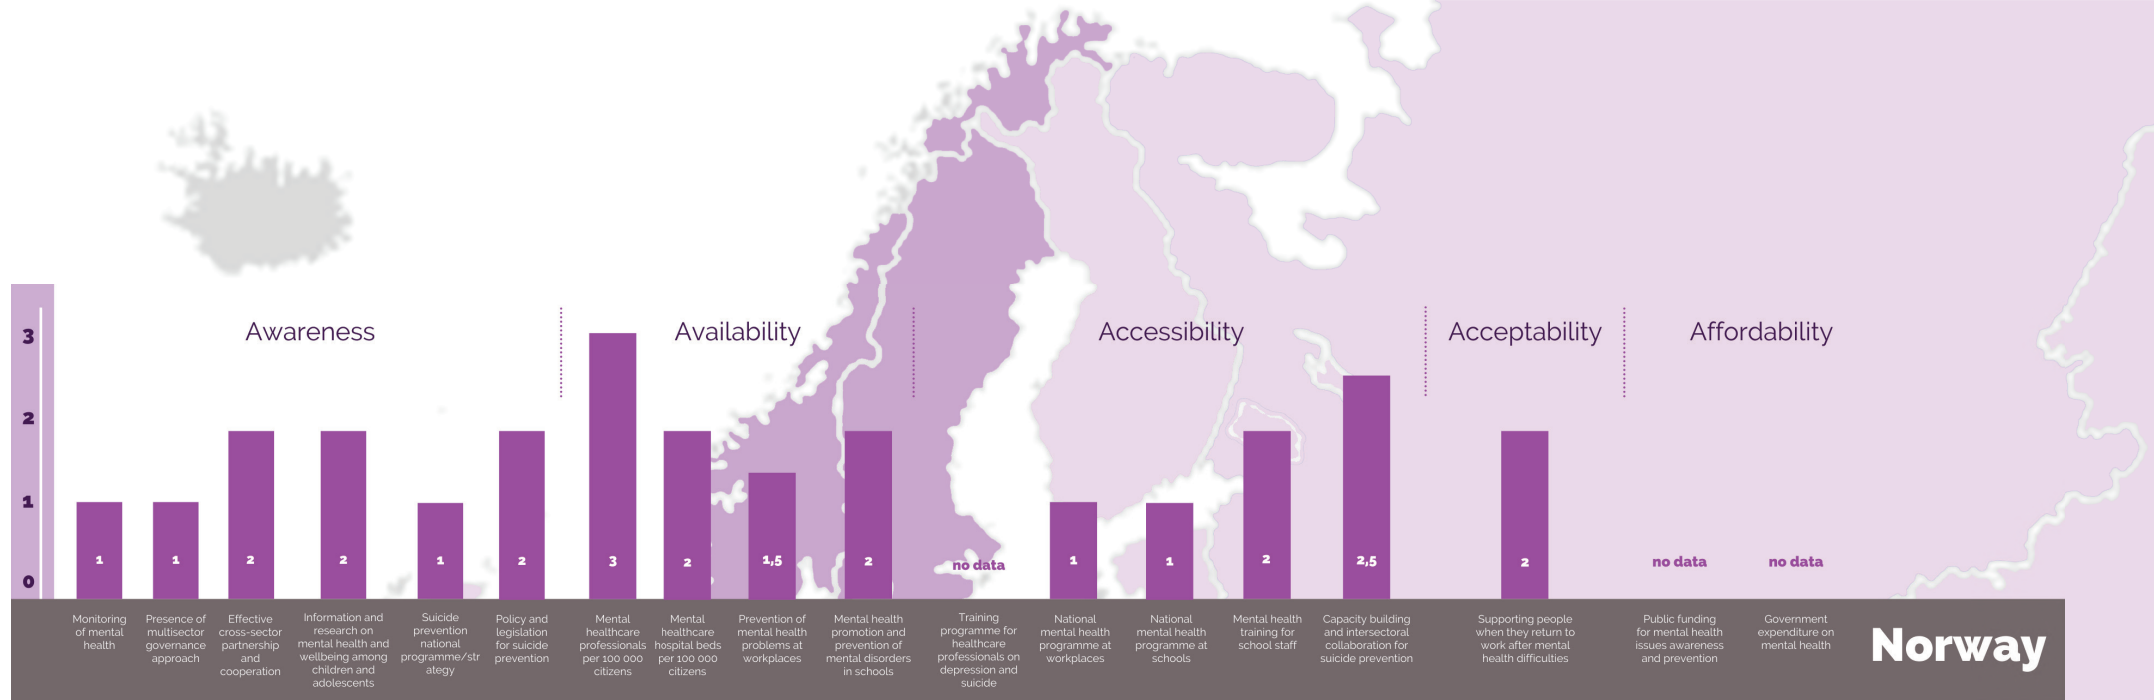 Awareness
Availability
Accessibility
Acceptability
Affordability
3
2
1
0
1
1
2
2
1
2
3
2
1,5
2
no data
1
1
2
2,5
2
no data
no data
Monitoring
of mental
health
Presence of
multisector
governance
approach
Effective
cross-sector
partnership
and
cooperation
Information and
research on
mental health and
wellbeing among
children and
adolescents
Suicide
prevention
national
programme/str
ategy
Policy and
legislation
for suicide
prevention
Mental
healthcare
professionals
per 100 000
citizens
Mental
healthcare
hospital beds
per 100 000
citizens
Prevention of
mental health
problems at
workplaces
Mental health
promotion and
prevention of
mental disorders
in schools
Training
programme for
healthcare
professionals on
depression and
suicide
National
mental health
programme at
workplaces
National
mental health
programme at
schools
Mental health
training for
school staff
Capacity building
and intersectoral
collaboration for
suicide prevention
Supporting people
when they return to
work after mental
health difficulties
Public funding
for mental health
issues awareness
and prevention
Government
expenditure on
mental health
Norway